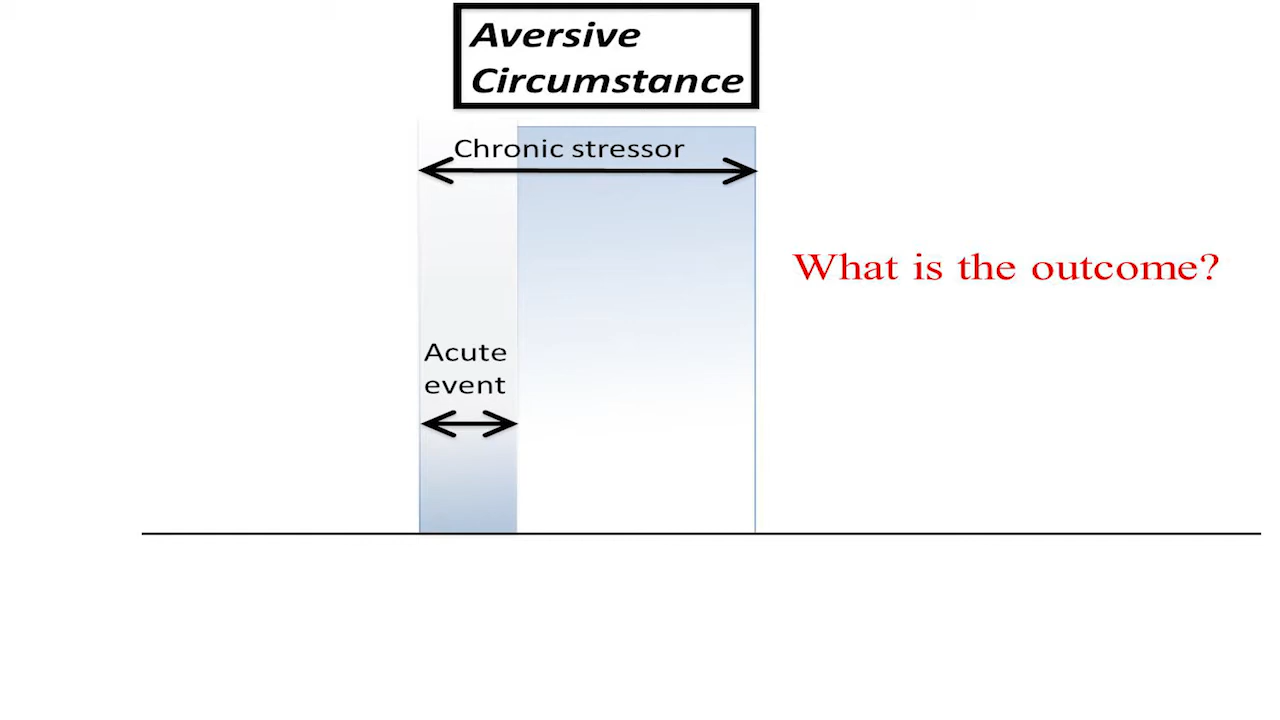 Aversive
Circumstance
Chronic stressor
What is the outcome?
Acute
event